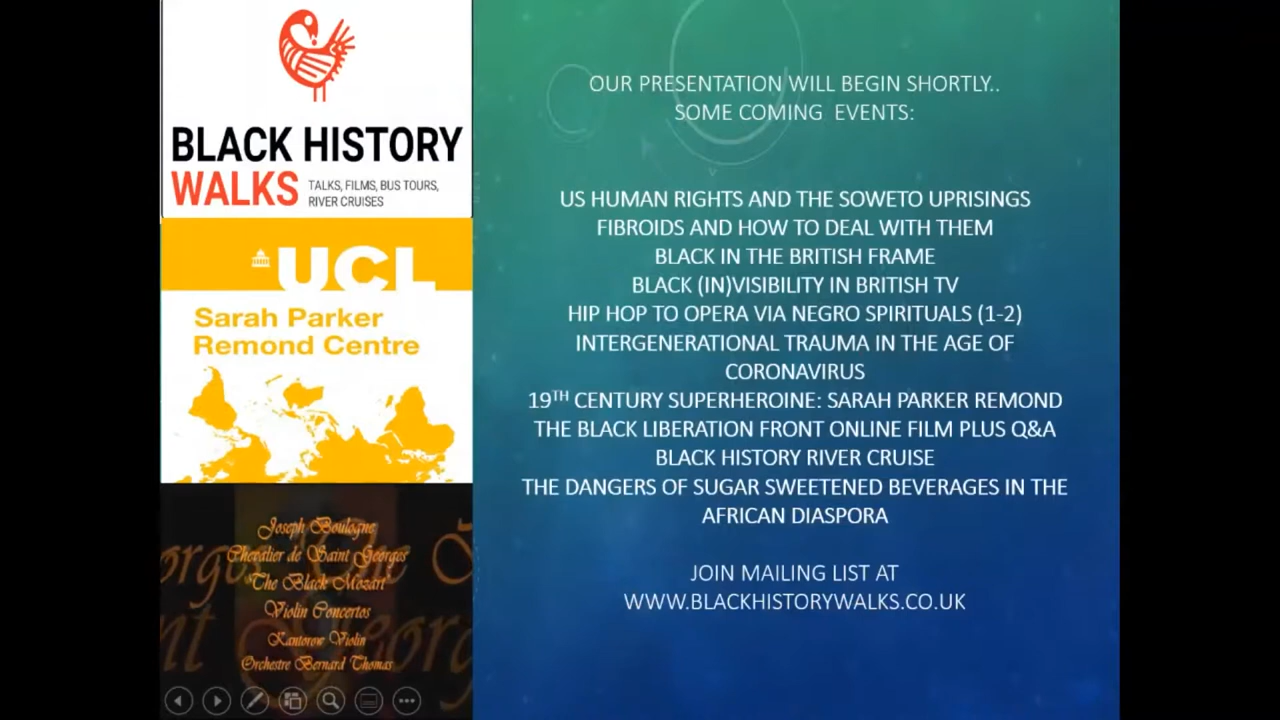 BLACK HISTORY
WALKS
TALKS, FILMS, BUS TOURS,
RIVER CRUISES
UCL
Sarah Parker
Remond Centre
Joseph Boulogne
Chevalier de Saint Georges
'The Black Mozart'
Violin Concertos
Kantorow Violin
Orchestre Bernard Thomas
OUR PRESENTATION WILL BEGIN SHORTLY..
SOME COMING EVENTS:
US HUMAN RIGHTS AND THE SOWETO UPRISINGS
FIBROIDS AND HOW TO DEAL WITH THEM
BLACK IN THE BRITISH FRAME
BLACK (IN)VISIBILITY IN BRITISH TV
HIP HOP TO OPERA VIA NEGRO SPIRITUALS (1-2)
INTERGENERATIONAL TRAUMA IN THE AGE OF
CORONAVIRUS
19TH CENTURY SUPERHEROINE: SARAH PARKER REMOND
THE BLACK LIBERATION FRONT ONLINE FILM PLUS Q&A
BLACK HISTORY RIVER CRUISE
THE DANGERS OF SUGAR SWEETENED BEVERAGES IN THE
AFRICAN DIASPORA
JOIN MAILING LIST AT
WWW.BLACKHISTORYWALKS.CO.UK